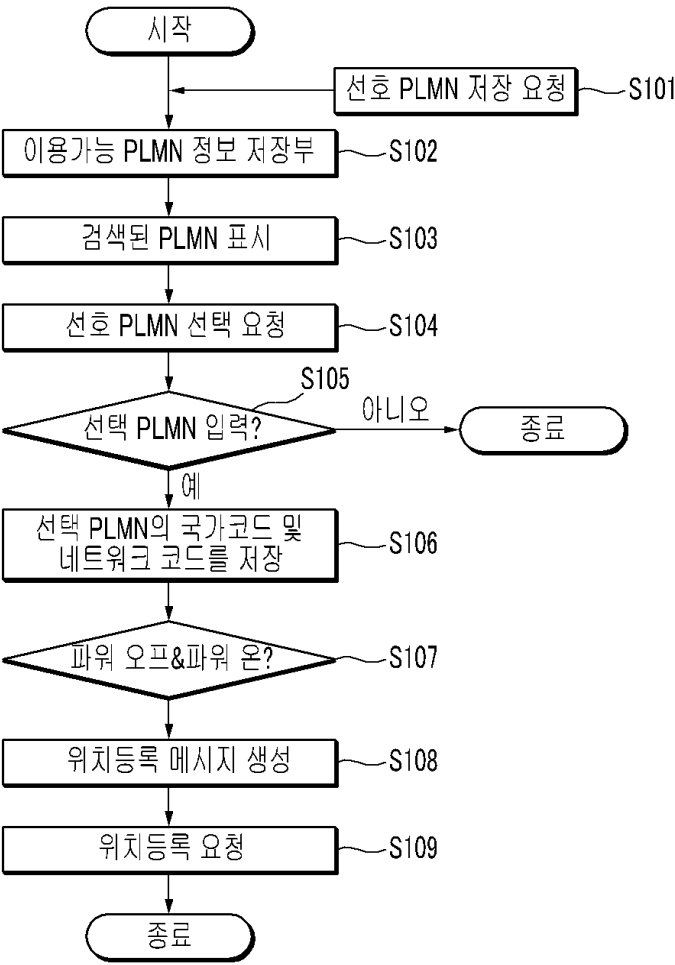 시작
선호 PLMN 저장 요청
S101
이용가능 PLMN 정보 저장부
S102
검색된 PLMN 표시
S103
선호 PLMN 선택 요청
S104
S105
선택 PLMN 입력?
아니오
종료
예
선택 PLMN의 국가코드 및
네트워크 코드를 저장
S106
파워 오프&파워 온?
S107
위치등록 메시지 생성
S108
위치등록 요청
S109
종료